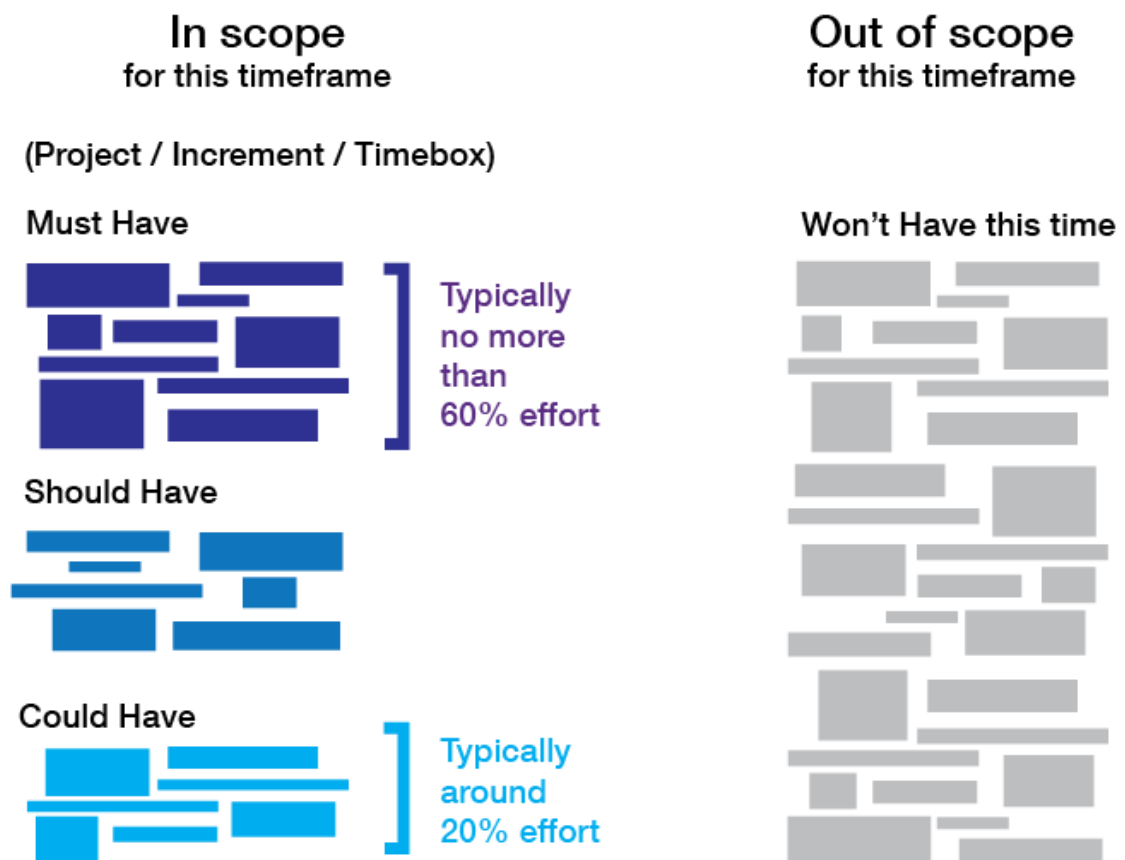 In scope
for this timeframe
(Project / Increment / Timebox)
Must Have
Typically
no more
than
60% effort
Should Have
Could Have
Typically
around
20% effort
Out of scope
for this timeframe
Won't Have this time